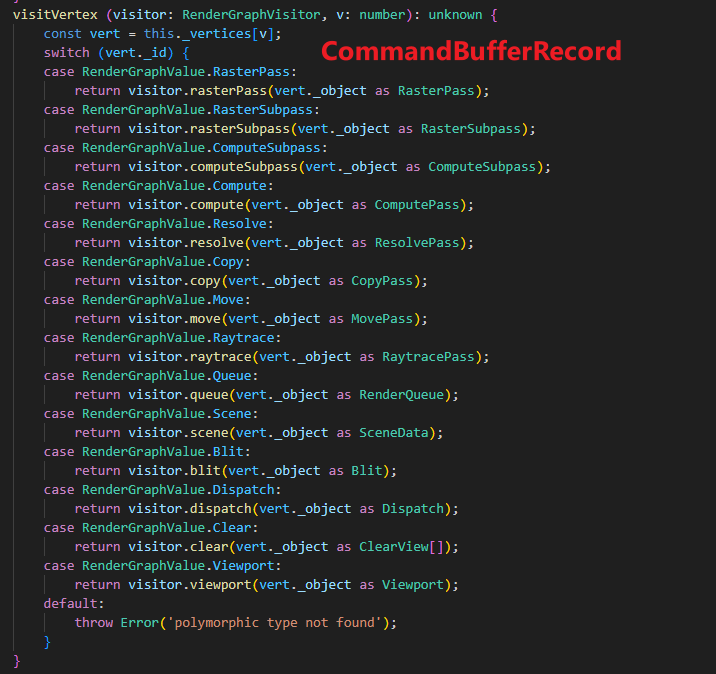 visitVertex (visitor: RenderGraphVisitor, v: number): unknown {
const vert = this._vertices[v];
switch (vert._id) {
CommandBufferRecord
case RenderGraphValue.RasterPass:
return visitor.rasterPass(vert._object as RasterPass);
case RenderGraphValue.RasterSubpass:
return visitor.rasterSubpass(vert._object as RasterSubpass);
case RenderGraphValue.ComputeSubpass:
return visitor.computeSubpass(vert._object as ComputeSubpass);
case RenderGraphValue.Compute:
return visitor.compute(vert._object as ComputePass);
case RenderGraphValue.Resolve:
return visitor.resolve(vert._object as ResolvePass);
case RenderGraphValue.Copy:
return visitor.copy(vert._object as CopyPass);
case RenderGraphValue.Move:
return visitor.move(vert._object as MovePass);
case RenderGraphValue.Raytrace:
return visitor.raytrace(vert._object as RaytracePass);
case RenderGraphValue.Queue:
return visitor.queue(vert._object as RenderQueue);
case RenderGraphValue.Scene:
return visitor.scene(vert._object as SceneData);
case RenderGraphValue.Blit:
return visitor.blit(vert._object as Blit);
case RenderGraphValue.Dispatch:
return visitor.dispatch(vert._object as Dispatch);
case RenderGraphValue.Clear:
return visitor.clear(vert._object as ClearView[]);
case RenderGraphValue.Viewport:
return visitor.viewport(vert._object as Viewport);
default:
throw Error('polymorphic type not found');
}
}